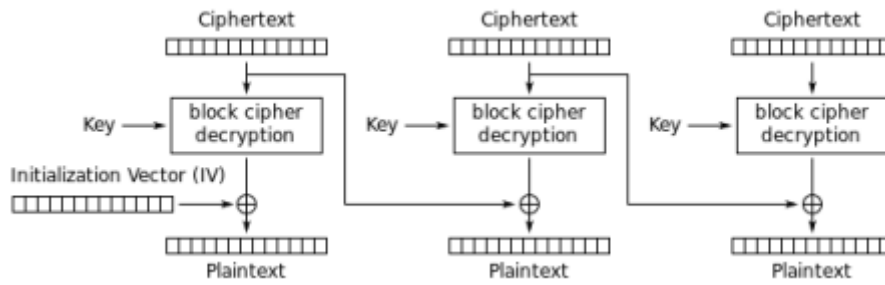 Ciphertext Ciphertext Ciphertext
Key block cipher decryption Key block cipher decryption Key block cipher decryption
Initialization Vector (IV)
Plaintext Plaintext Plaintext